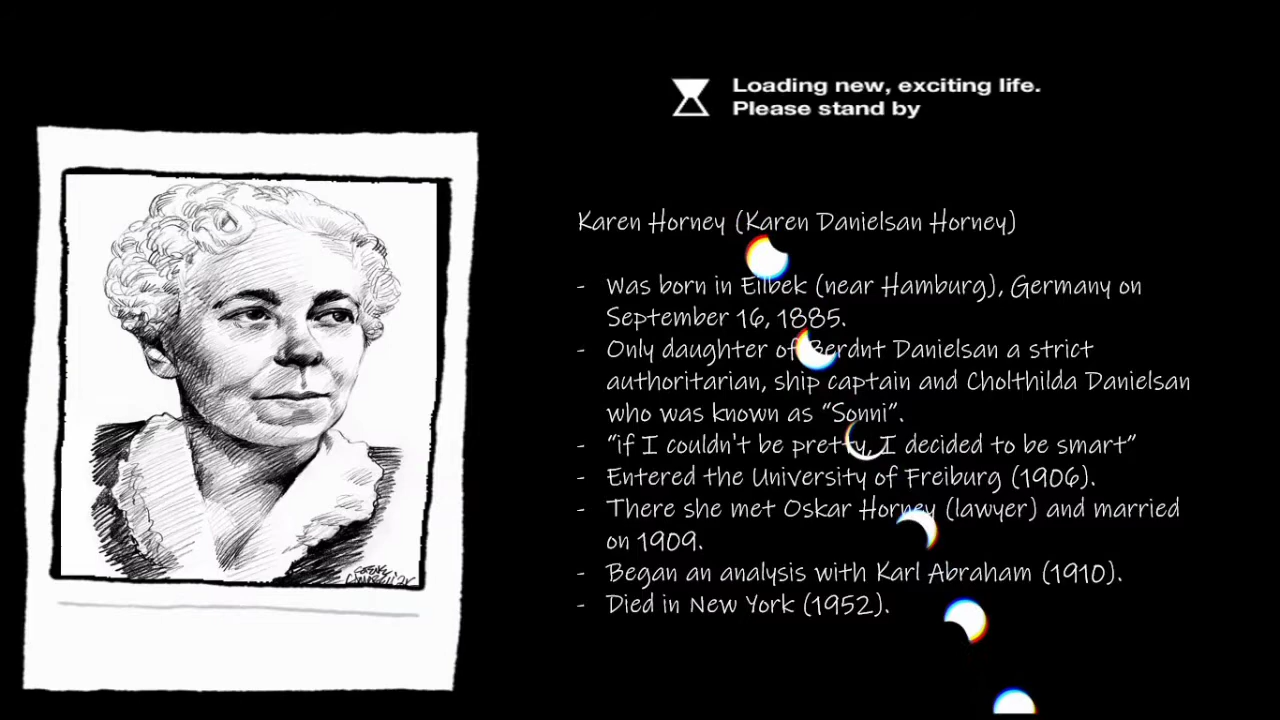 Loading new, exciting life.
Please stand by
Karen Horney (Karen Danielsan Horney)
- Was born in Eilbek (near Hamburg), Germany on
September 16, 1885.
- Only daughter of Berdnt Danielsan a strict
authoritarian, ship captain and Cholthilda Danielsan
who was known as “Sonni”.
- “if I couldn't be pretty, I decided to be smart”
- Entered the University of Freiburg (1906).
- There she met Oskar Horney (lawyer) and married
on 1909.
- Began an analysis with Karl Abraham (1910).
- Died in New York (1952).